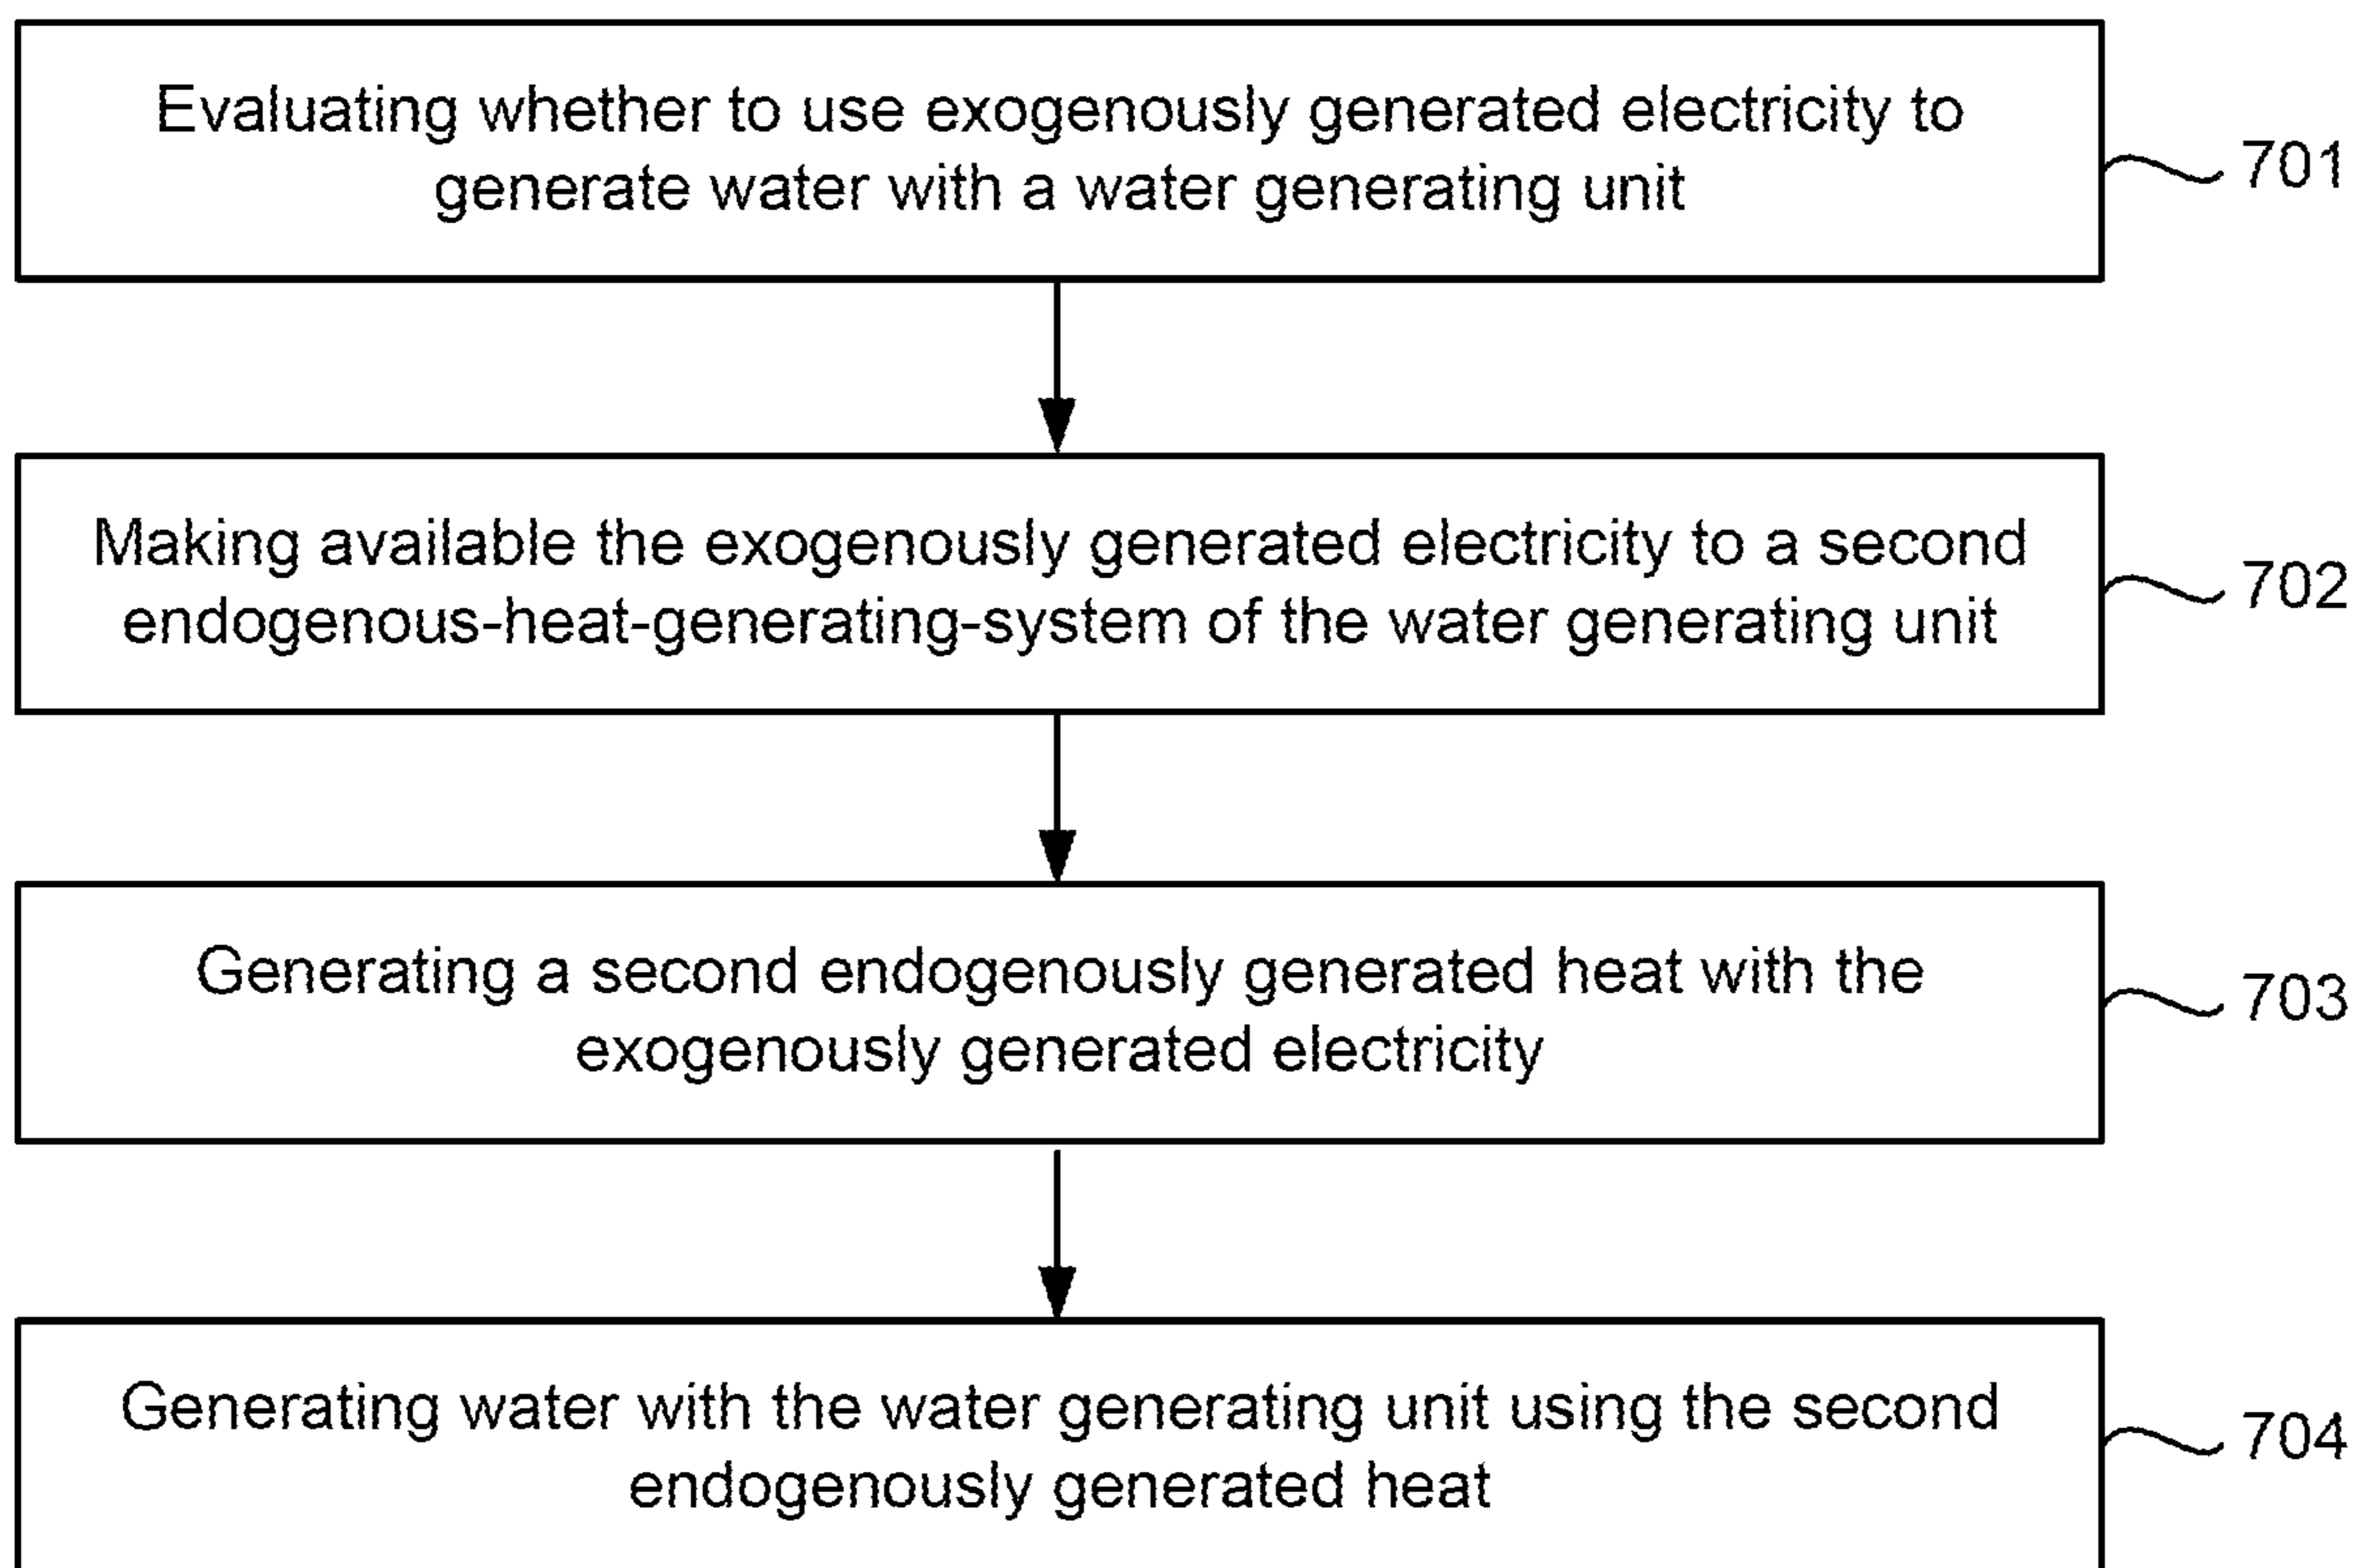 Evaluating whether to use exogenously generated electricity to
generate water with a water generating unit
701
Making available the exogenously generated electricity to a second
endogenous-heat-generating-system of the water generating unit
702
Generating a second endogenously generated heat with the
exogenously generated electricity
703
Generating water with the water generating unit using the second
endogenously generated heat
704